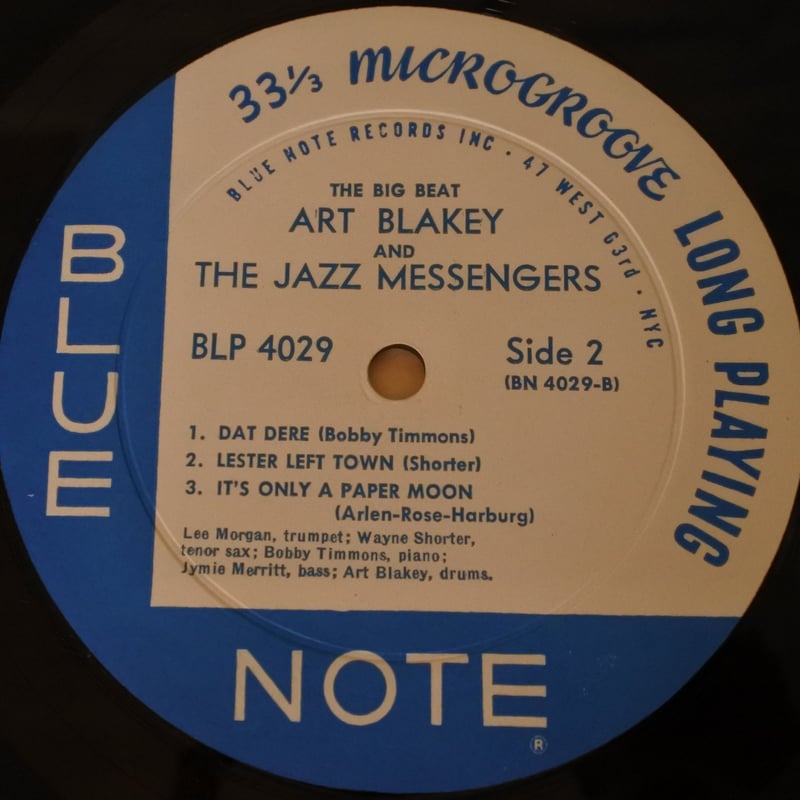 33 1/3 MICROGROOVE LONG PLAYING
BLUE NOTE RECORDS INC · 47 WEST 63rd · NYC
THE BIG BEAT
ART BLAKEY
AND
THE JAZZ MESSENGERS
BLP 4029
Side 2
(BN 4029-B)
1. DAT DERE (Bobby Timmons)
2. LESTER LEFT TOWN (Shorter)
3. IT'S ONLY A PAPER MOON
(Arlen-Rose-Harburg)
Lee Morgan, trumpet; Wayne Shorter,
tenor sax; Bobby Timmons, piano;
Jymie Merritt, bass; Art Blakey, drums.
BLUE
NOTE
®